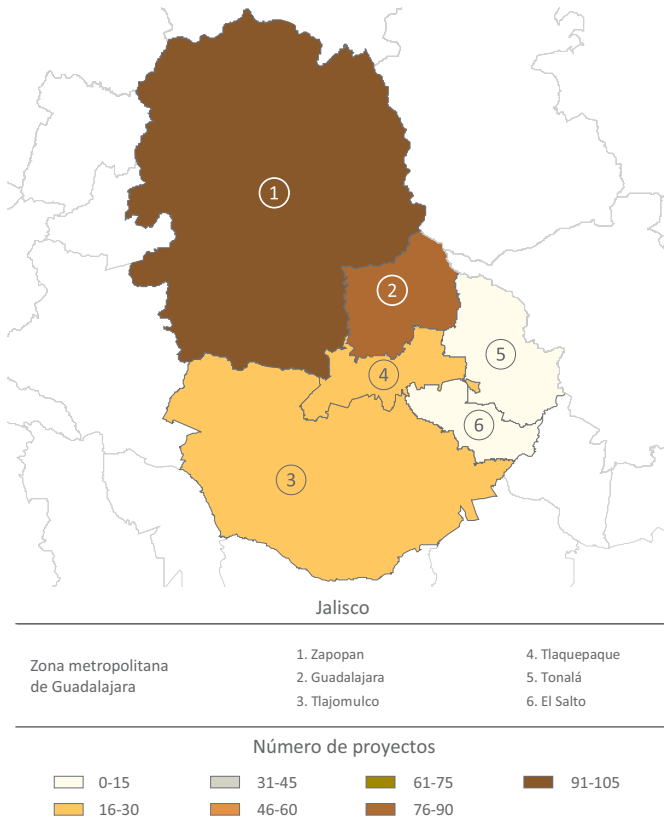 1
2
5
4
6
3
Jalisco
Zona metropolitana
de Guadalajara
1. Zapopan
2. Guadalajara
3. Tlajomulco
4. Tlaquepaque
5. Tonalá
6. El Salto
Número de proyectos
0-15
31-45
61-75
91-105
16-30
46-60
76-90